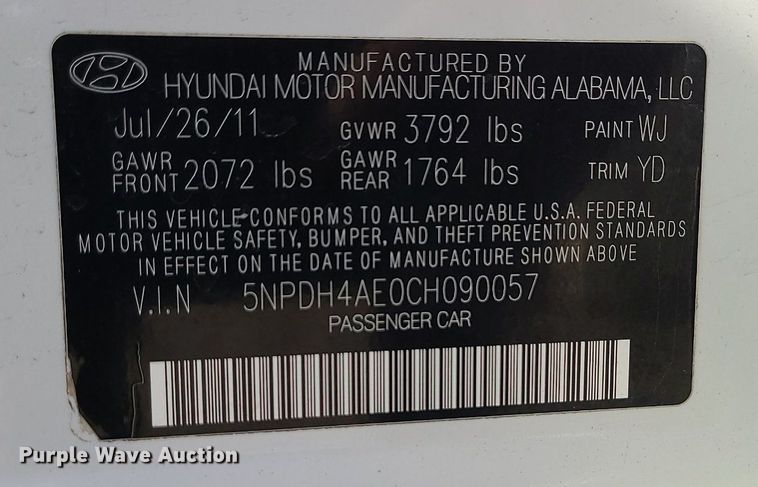 MANUFACTURED BY
HYUNDAI MOTOR MANUFACTURING ALABAMA, LLC
Jul/26/11 GVWR 3792 lbs PAINT WJ
GAWR FRONT 2072 lbs GAWR REAR 1764 lbs TRIM YD
THIS VEHICLE CONFORMS TO ALL APPLICABLE U.S.A. FEDERAL
MOTOR VEHICLE SAFETY, BUMPER, AND THEFT PREVENTION STANDARDS
IN EFFECT ON THE DATE OF MANUFACTURE SHOWN ABOVE
V.I.N 5NPDH4AE0CH090057
PASSENGER CAR
Purple Wave Auction